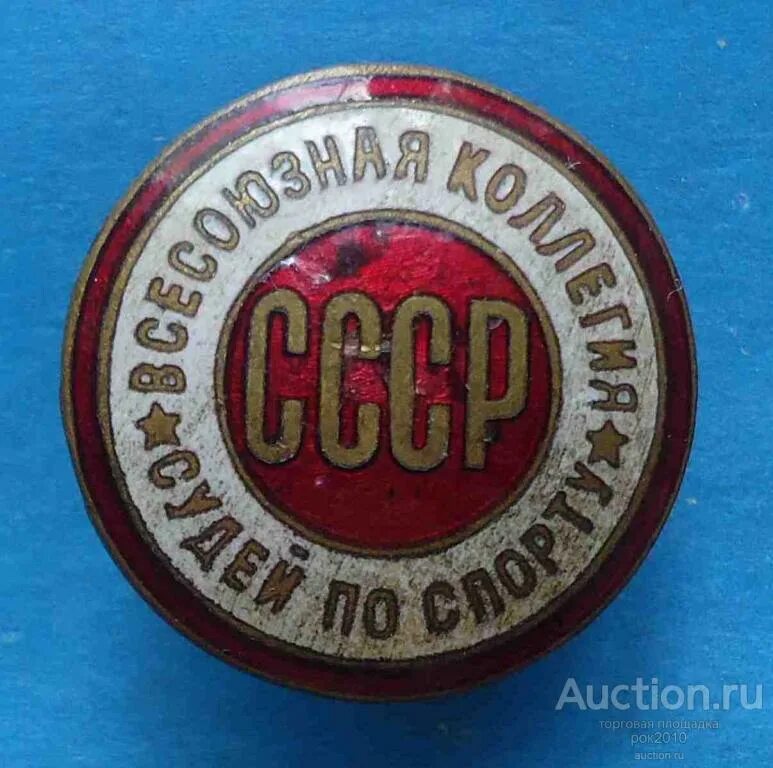 ВСЕСОЮЗНАЯ КОЛЛЕГИЯ
СССР
СУДЕЙ ПО СПОРТУ
Auction.ru
торговая площадка
рок2010
auction.ru